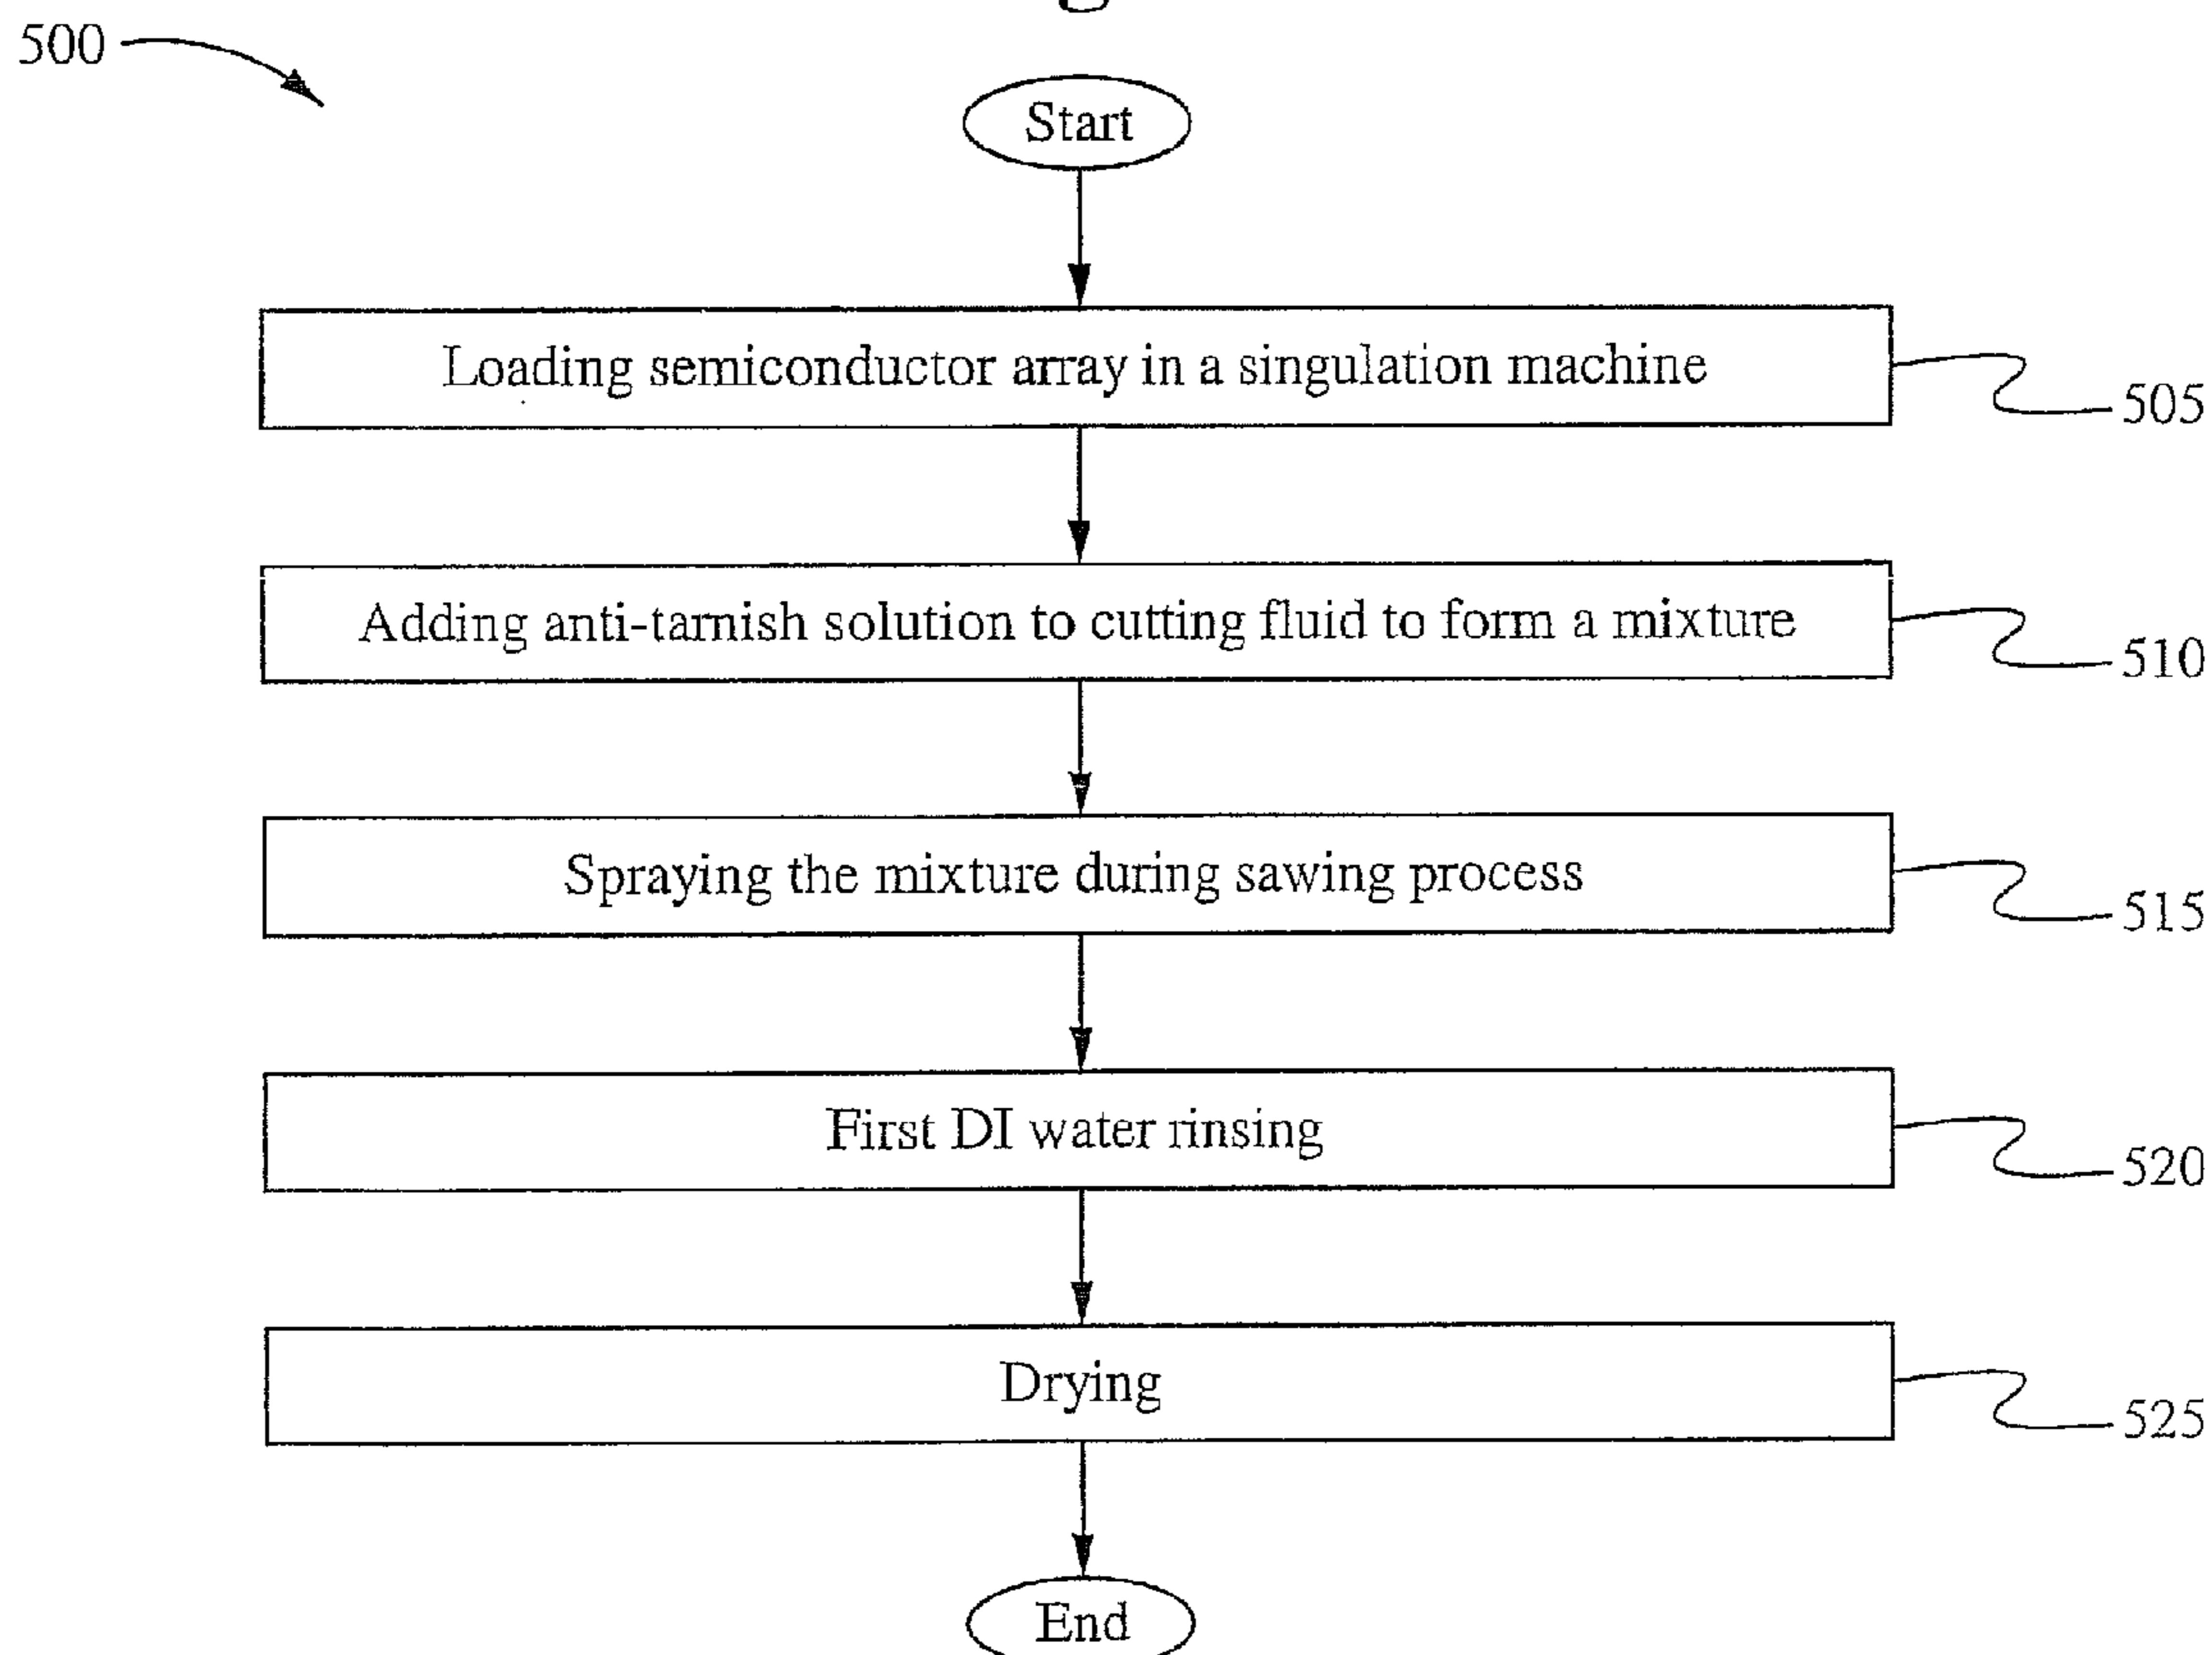 500
Start
Loading semiconductor array in a singulation machine
505
Adding anti-tarnish solution to cutting fluid to form a mixture
510
Spraying the mixture during sawing process
515
First DI water rinsing
520
Drying
525
End